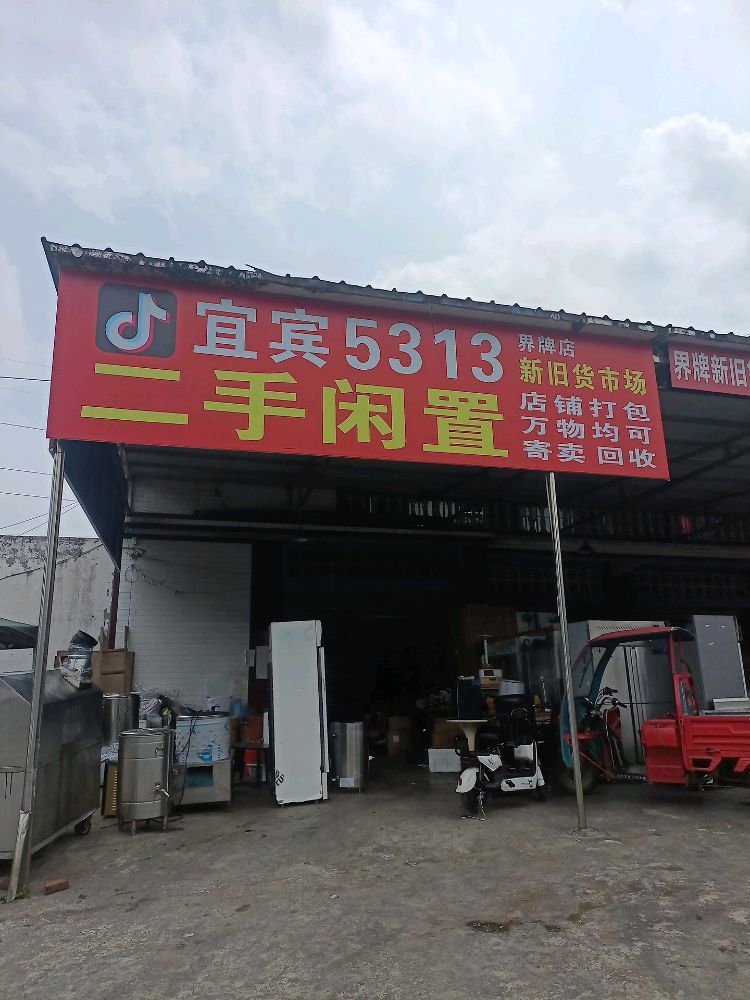 宜宾5313
二手闲置
界牌店
新旧货市场
店铺打包
万物均可
寄卖回收
界牌新旧